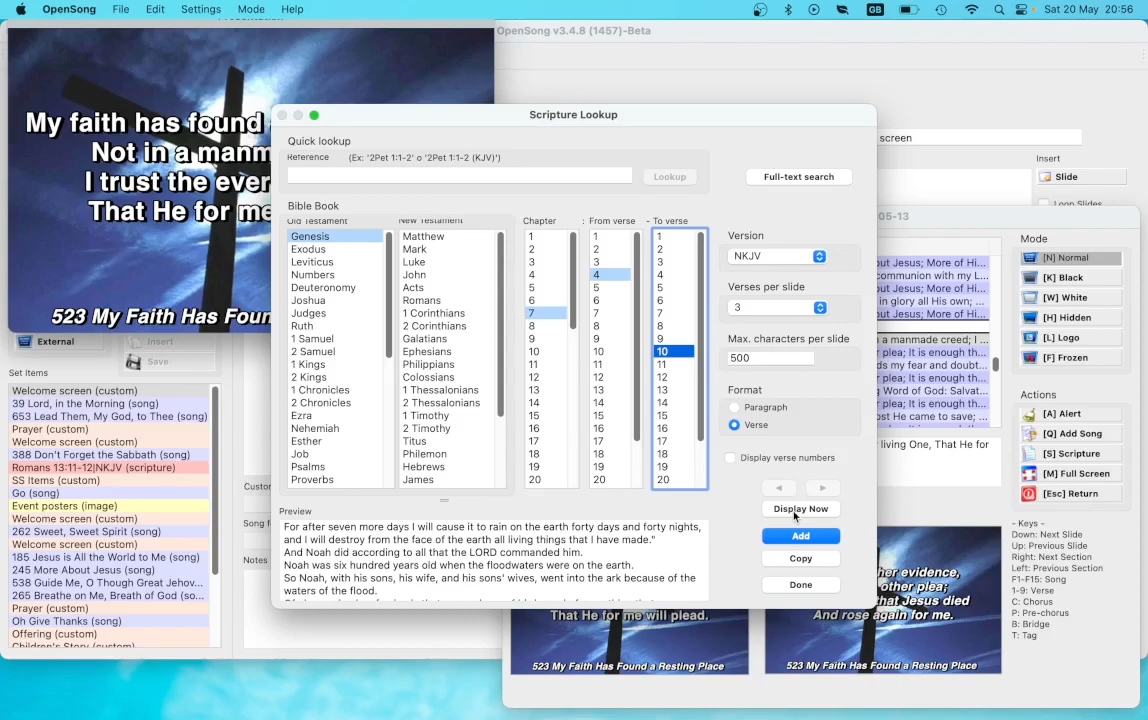 OpenSong File Edit Settings Mode Help
GB Sat 20 May 20:56
OpenSong v3.4.8 (1457)-Beta
My faith has found
Not in a manm
I trust the ever
That He for me
523 My Faith Has Foun
External
Insert
Save
Set items
Welcome screen (custom)
39 Lord, in the Morning (song)
653 Lead Them, My God, to Thee (song)
Prayer (custom)
Welcome screen (custom)
388 Don't Forget the Sabbath (song)
Romans 13:11-12|NKJV (scripture)
SS Items (custom)
Go (song)
Event posters (image)
Welcome screen (custom)
262 Sweet, Sweet Spirit (song)
Welcome screen (custom)
185 Jesus is All the World to Me (song)
245 More About Jesus (song)
538 Guide Me, O Though Great Jehov...
265 Breathe on Me, Breath of God (so...
Prayer (custom)
Oh Give Thanks (song)
Offering (custom)
Children's Story (custom)
Custor
Song f
Notes
Scripture Lookup
Quick lookup
Reference (Ex: '2Pet 1:1-2' o '2Pet 1:1-2 (KJV)')
Lookup
Full-text search
Bible Book
Old Testament New Testament Chapter : From verse - To verse
Genesis Matthew 1 1 1
Exodus Mark 2 2 2
Leviticus Luke 3 3 3
Numbers John 4 4 4
Deuteronomy Acts 5 5 5
Joshua Romans 6 6 6
Judges 1 Corinthians 7 7 7
Ruth 2 Corinthians 8 8 8
1 Samuel Galatians 9 9 9
2 Samuel Ephesians 10 10 10
1 Kings Philippians 11 11 11
2 Kings Colossians 12 12 12
1 Chronicles 1 Thessalonians 13 13 13
2 Chronicles 2 Thessalonians 14 14 14
Ezra 1 Timothy 15 15 15
Nehemiah 2 Timothy 16 16 16
Esther Titus 17 17 17
Job Philemon 18 18 18
Psalms Hebrews 19 19 19
Proverbs James 20 20 20
Version
NKJV
Verses per slide
3
Max. characters per slide
500
Format
Paragraph
Verse
Display verse numbers
Display Now
Add
Copy
Done
Preview
For after seven more days I will cause it to rain on the earth forty days and forty nights,
and I will destroy from the face of the earth all living things that I have made."
And Noah did according to all that the LORD commanded him.
Noah was six hundred years old when the floodwaters were on the earth.
So Noah, with his sons, his wife, and his sons' wives, went into the ark because of the
waters of the flood.
screen
Insert
Slide
Loop Slides
05-13
out Jesus; More of Hi...
communion with my L...
out Jesus; More of Hi...
in glory all His own; ...
out Jesus; More of Hi...
a manmade creed; I ...
plea; It is enough th...
ds my fear and doubt...
plea; It is enough th...
Word of God: Salvat...
plea; It is enough th...
ost He came to save; ...
living One, That He for
Mode
[N] Normal
[K] Black
[W] White
[H] Hidden
[L] Logo
[F] Frozen
Actions
[A] Alert
[Q] Add Song
[S] Scripture
[M] Full Screen
[Esc] Return
- Keys -
Down: Next Slide
Up: Previous Slide
Right: Next Section
Left: Previous Section
F1-F15: Song
1-9: Verse
C: Chorus
P: Pre-chorus
B: Bridge
T: Tag
That He for me will plead.
523 My Faith Has Found a Resting Place
her evidence,
other plea;
that Jesus died
And rose again for me.
523 My Faith Has Found a Resting Place